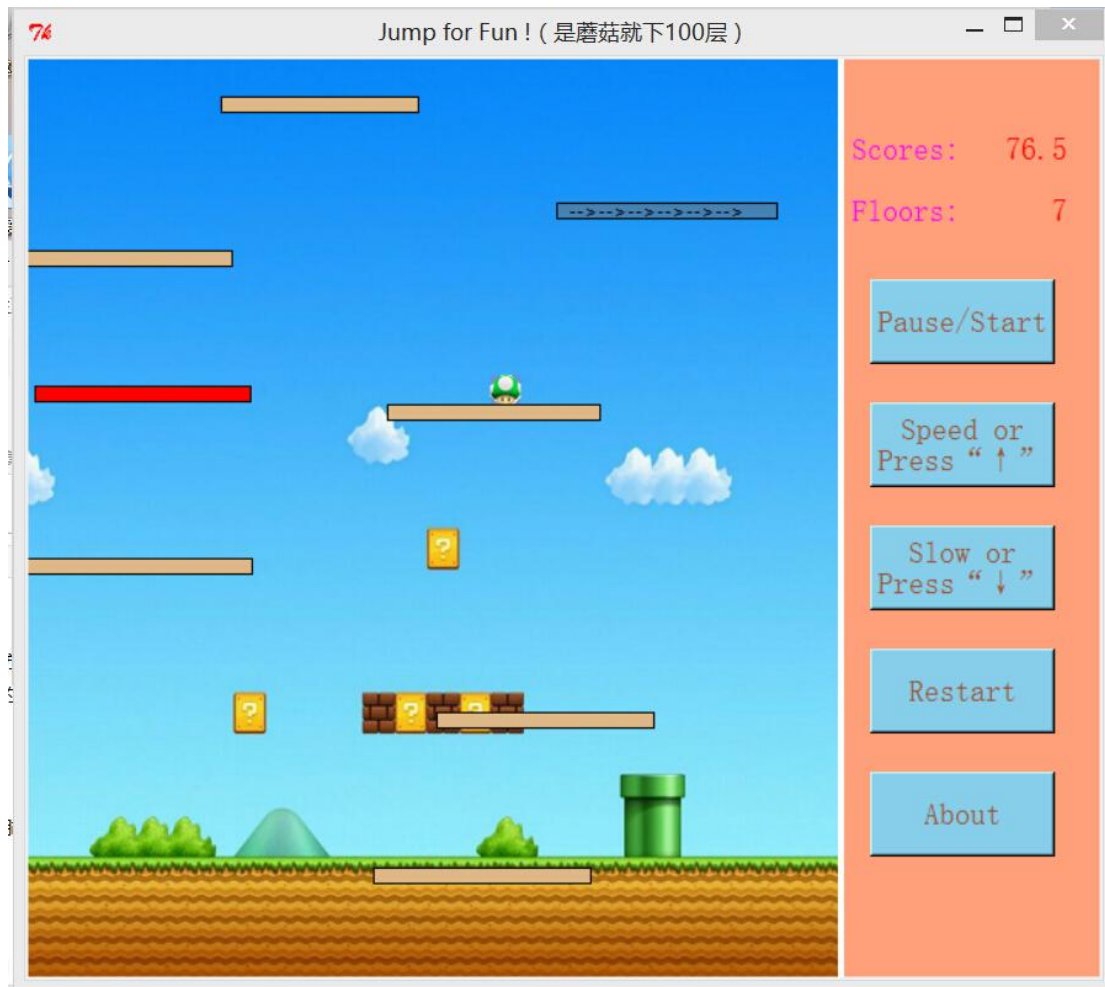 Jump for Fun ! ( 是蘑菇就下100层 )
-->-->-->-->-->-->
Scores: 76.5
Floors: 7
Pause/Start
Speed or
Press“ ↑ ”
Slow or
Press“ ↓ ”
Restart
About
?
?
? ?